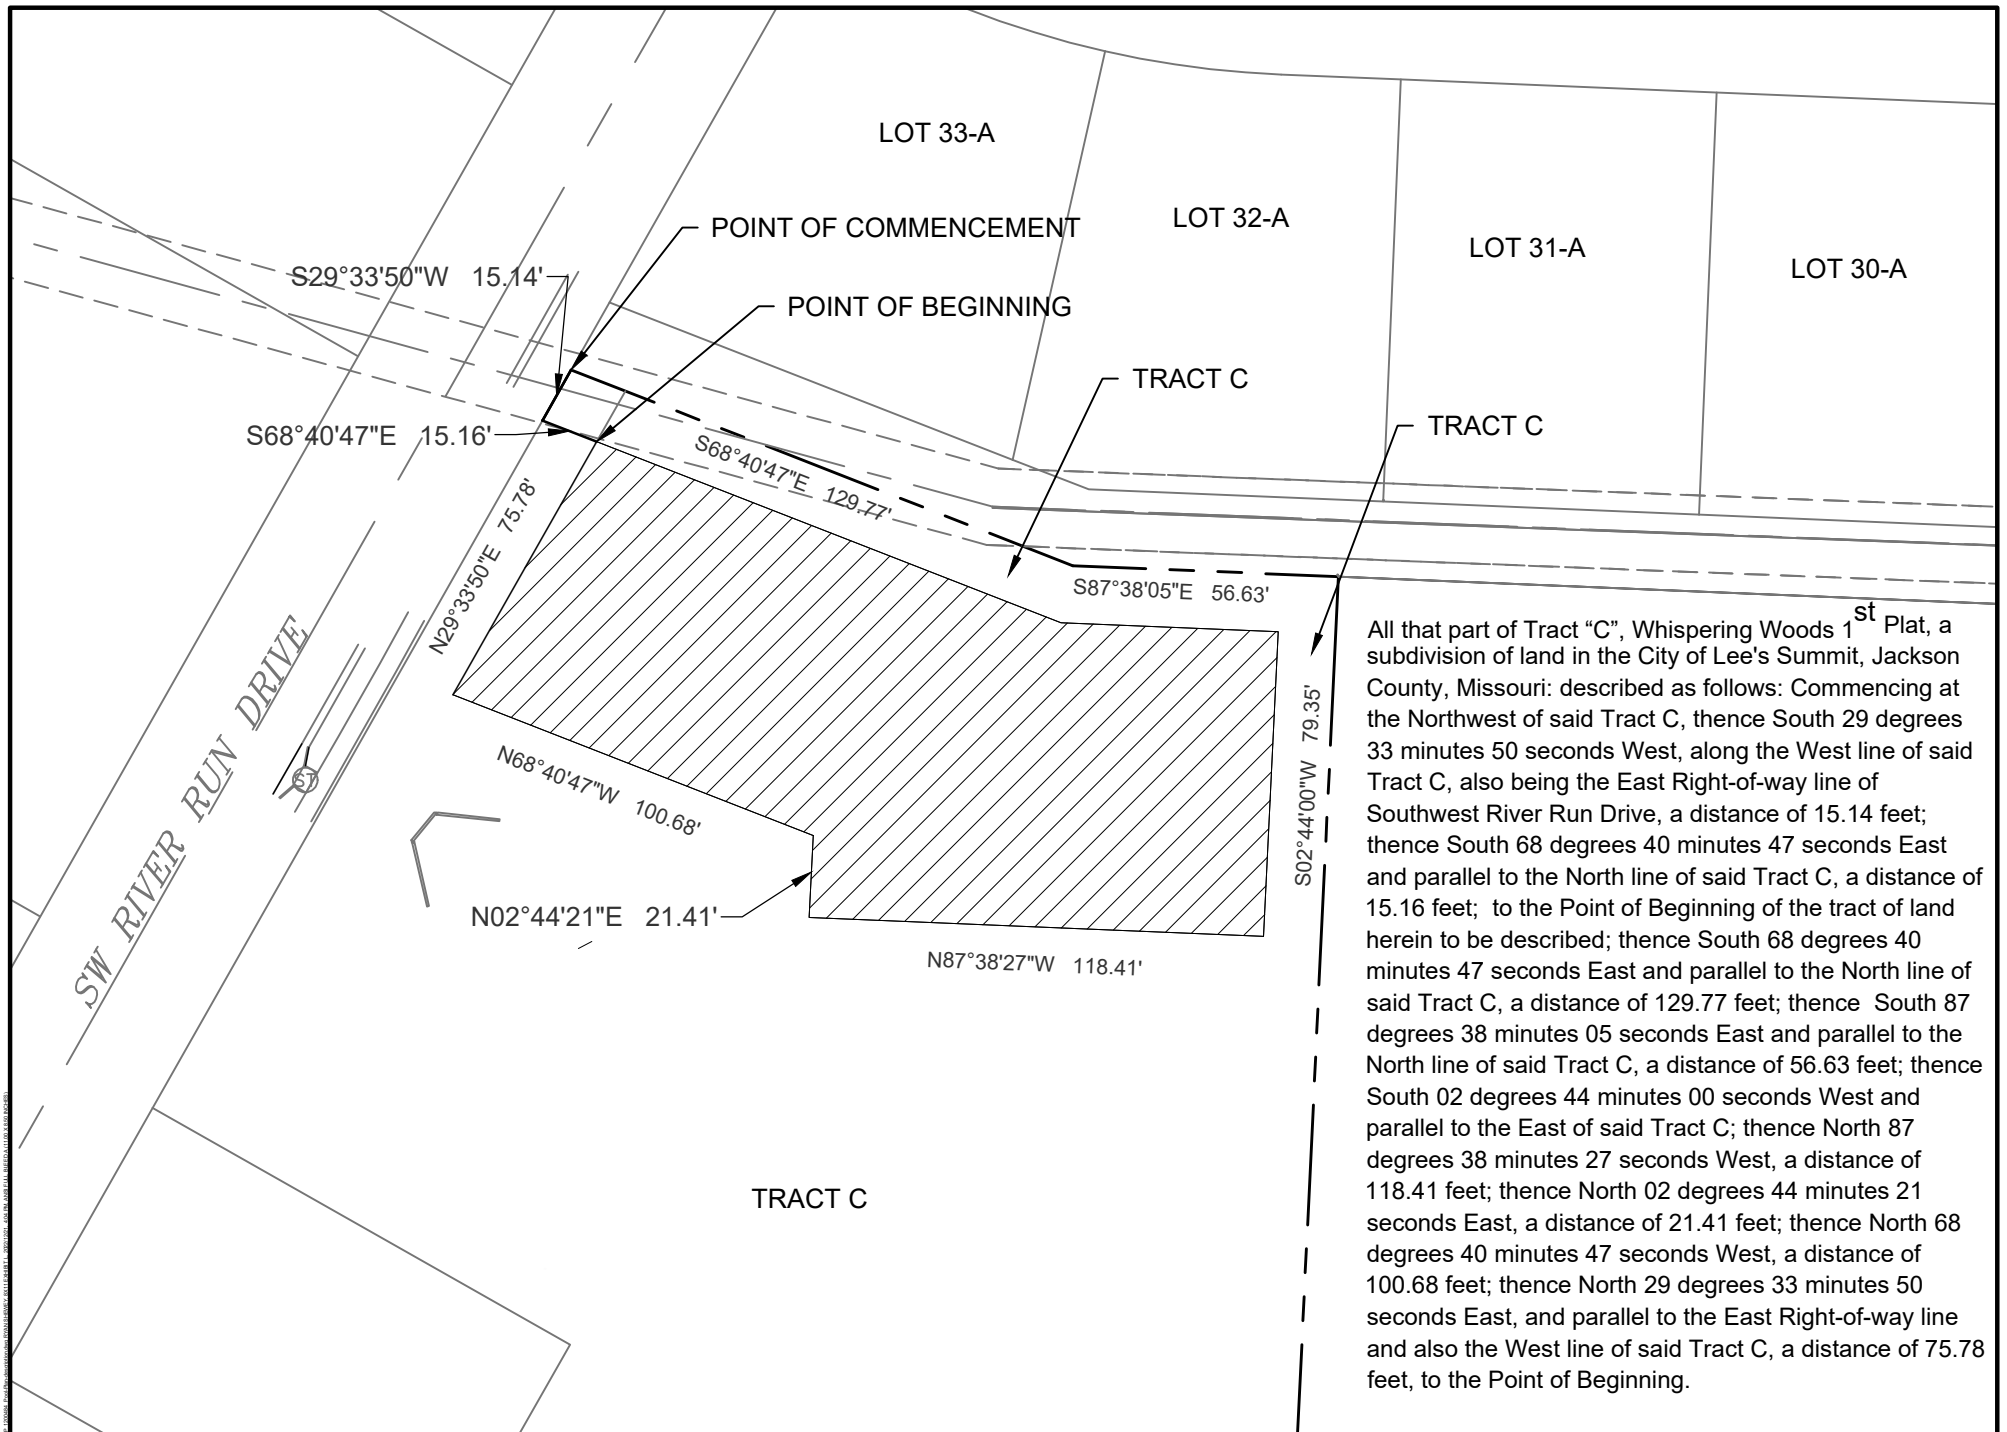 LOT 33-A
LOT 32-A
LOT 31-A
LOT 30-A
POINT OF COMMENCEMENT
S29°33'50"W 15.14'
POINT OF BEGINNING
TRACT C
TRACT C
S68°40'47"E 15.16'
S68°40'47"E 129.77'
N29°33'50"E 75.78'
S87°38'05"E 56.63'
S02°44'00"W 79.35'
SW RIVER RUN DRIVE
ST
N68°40'47"W 100.68'
N02°44'21"E 21.41'
N87°38'27"W 118.41'
TRACT C
All that part of Tract “C”, Whispering Woods 1st Plat, a
subdivision of land in the City of Lee's Summit, Jackson
County, Missouri: described as follows: Commencing at
the Northwest of said Tract C, thence South 29 degrees
33 minutes 50 seconds West, along the West line of said
Tract C, also being the East Right-of-way line of
Southwest River Run Drive, a distance of 15.14 feet;
thence South 68 degrees 40 minutes 47 seconds East
and parallel to the North line of said Tract C, a distance of
15.16 feet; to the Point of Beginning of the tract of land
herein to be described; thence South 68 degrees 40
minutes 47 seconds East and parallel to the North line of
said Tract C, a distance of 129.77 feet; thence South 87
degrees 38 minutes 05 seconds East and parallel to the
North line of said Tract C, a distance of 56.63 feet; thence
South 02 degrees 44 minutes 00 seconds West and
parallel to the East of said Tract C; thence North 87
degrees 38 minutes 27 seconds West, a distance of
118.41 feet; thence North 02 degrees 44 minutes 21
seconds East, a distance of 21.41 feet; thence North 68
degrees 40 minutes 47 seconds West, a distance of
100.68 feet; thence North 29 degrees 33 minutes 50
seconds East, and parallel to the East Right-of-way line
and also the West line of said Tract C, a distance of 75.78
feet, to the Point of Beginning.